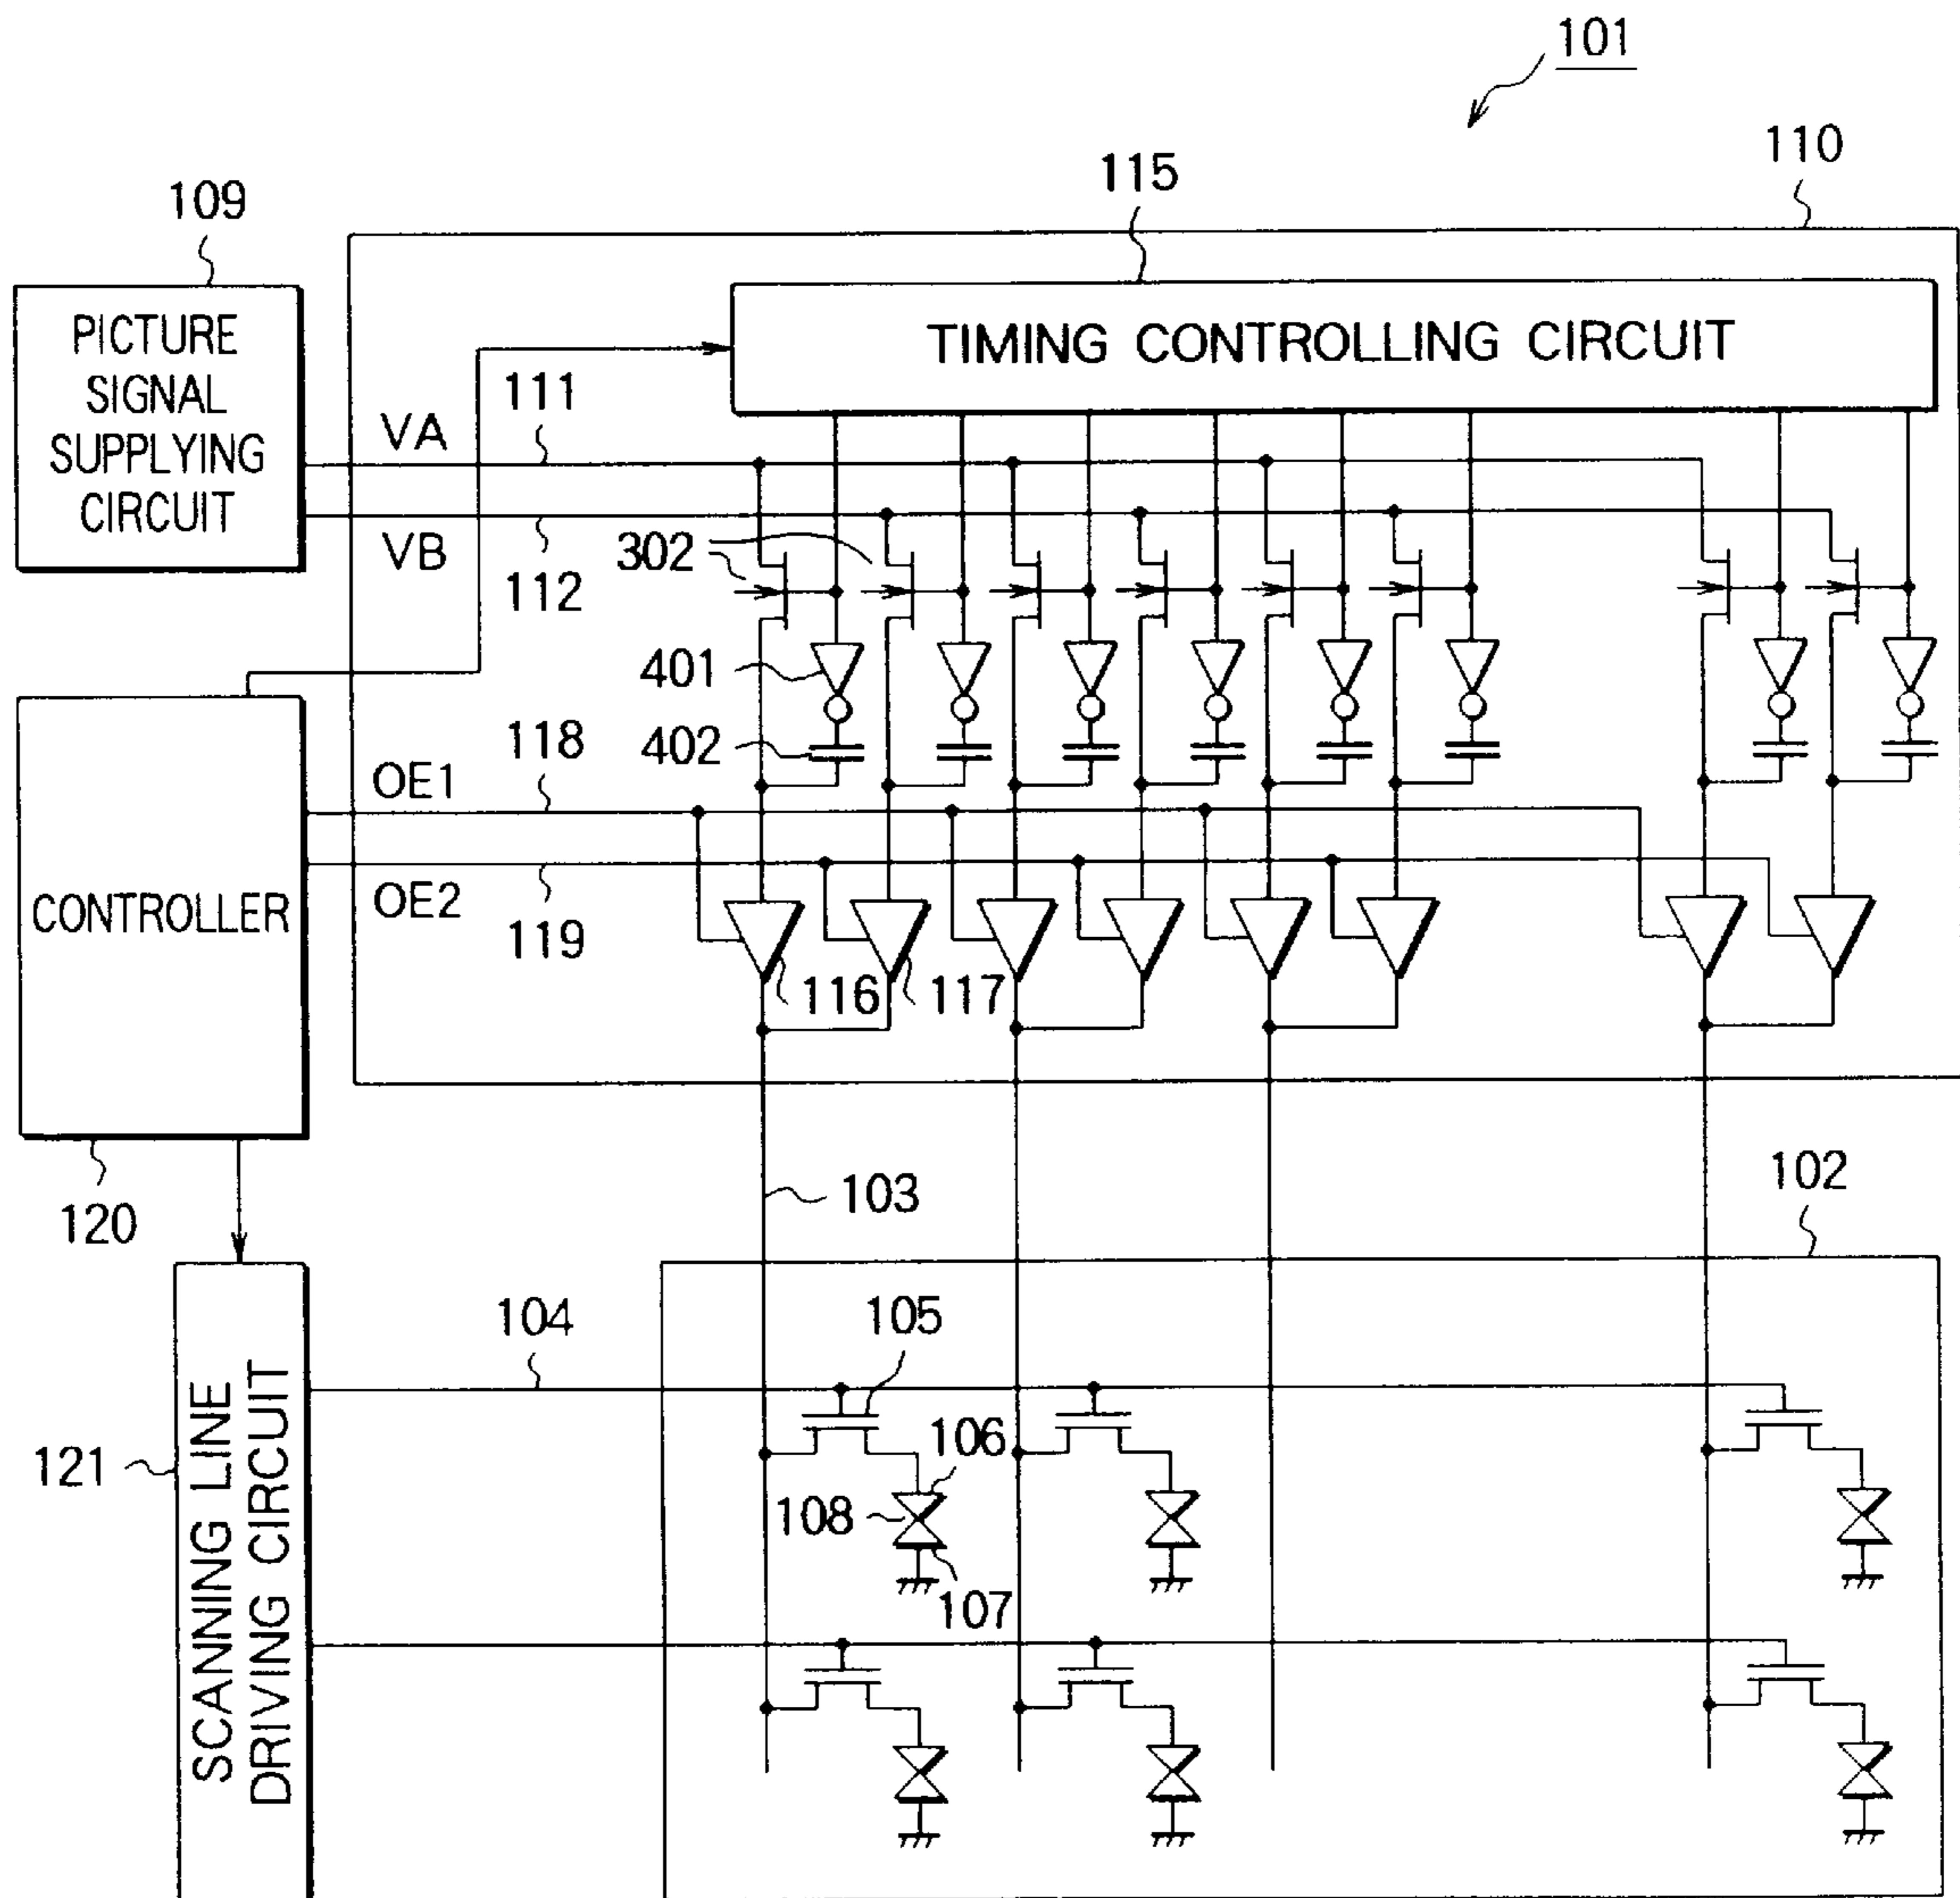 101
110
115
109
PICTURE
SIGNAL
SUPPLYING
CIRCUIT
TIMING CONTROLLING CIRCUIT
VA
111
VB
112
302
401
402
118
OE1
CONTROLLER
OE2
119
116
117
120
103
102
104
105
106
121
108
107
SCANNING LINE
DRIVING CIRCUIT